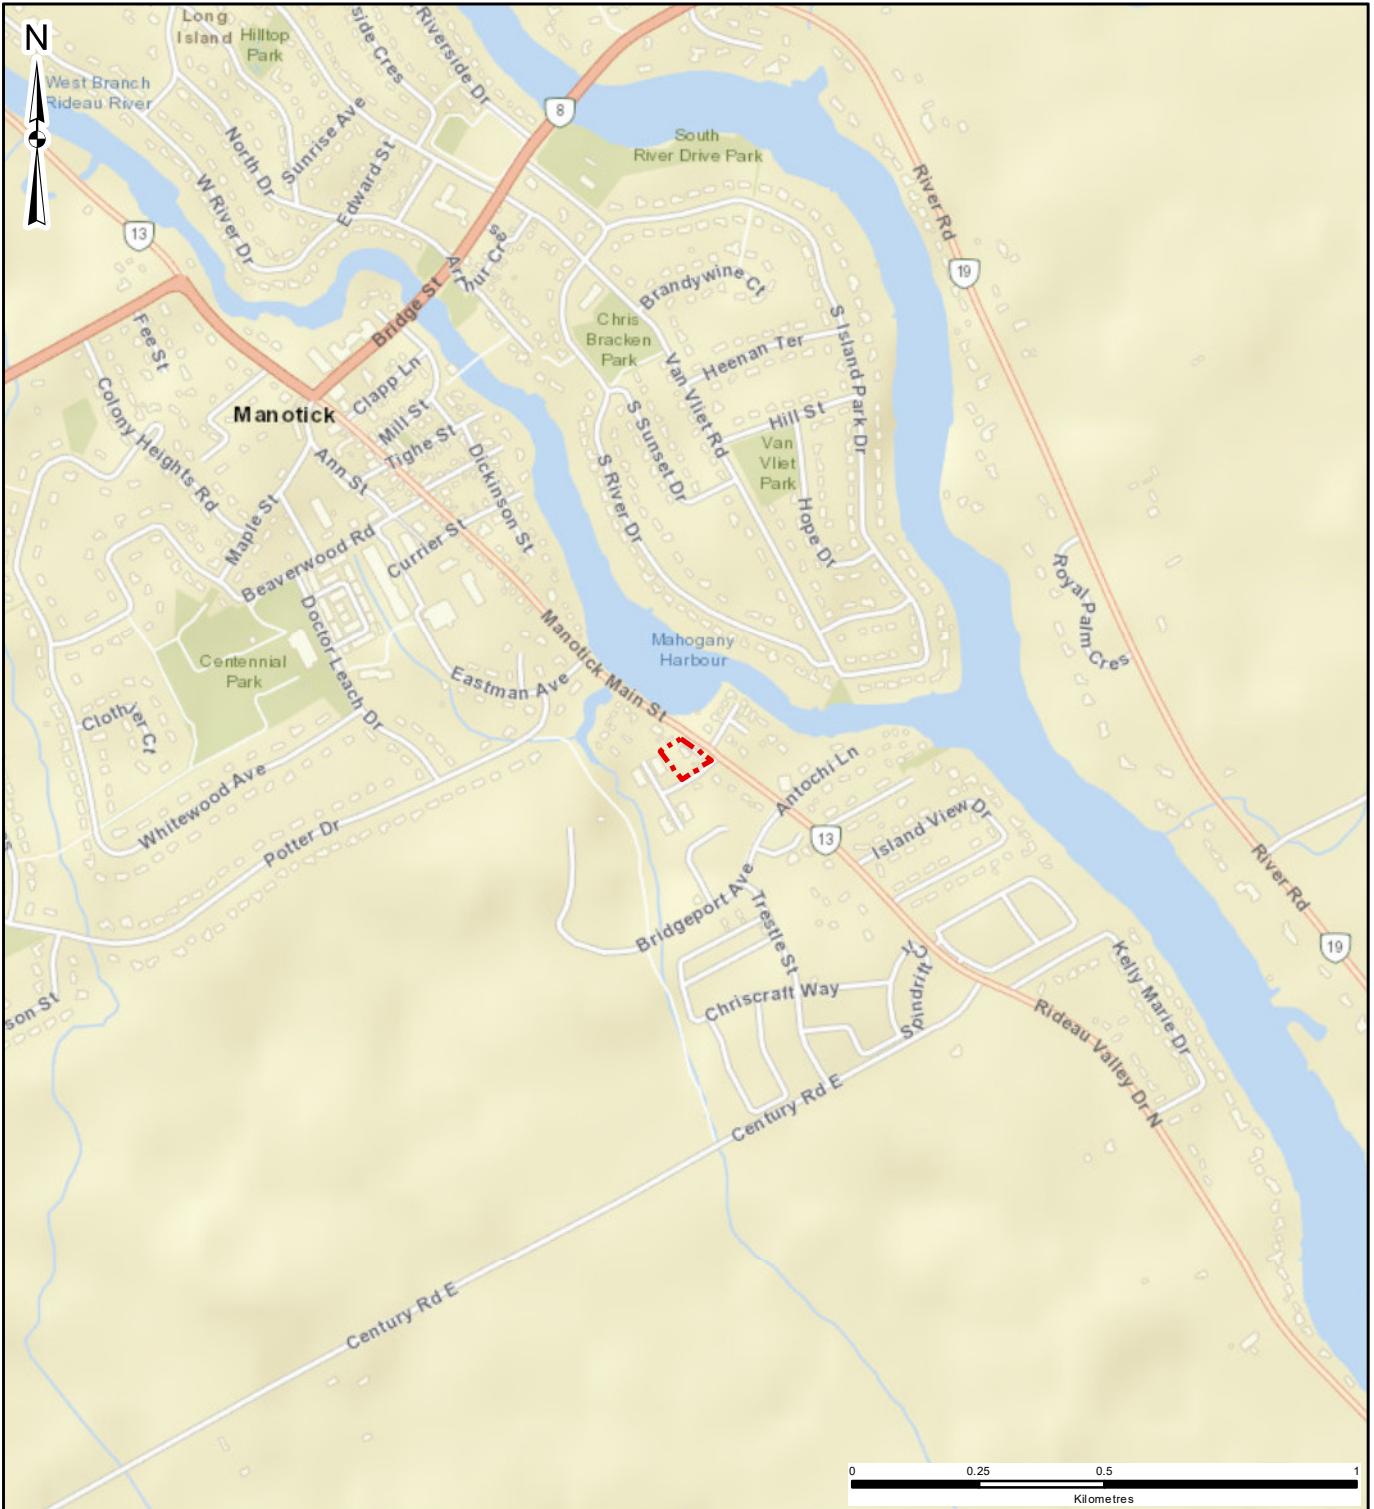 Long
Island
Hilltop
Park
side Cres
Riverside Dr
N
West Branch
Rideau River
8
North Dr
Sunrise Ave
Edward St
South
River Drive Park
W River Dr
River Rd
13
Arthur Cres
19
Brandywine Ct
Bridge St
Chris
Bracken
Park
S Island Park Dr
Fee St
Heenan Ter
Van Vliet Rd
Clapp Ln
Colony Heights Rd
Manotick
Mill St
Hill St
S Sunset Dr
Tighe St
Van
Vliet
Park
Ann St
Dickinson St
S River Dr
Maple St
Hope Dr
Beaverwood Rd
Currier St
Royal Palm Cres
Doctor Leach Dr
Manotick Main St
Mahogany
Harbour
Centennial
Park
Eastman Ave
Clothyer Ct
Antochi Ln
Whitewood Ave
Island View Dr
13
Potter Dr
River Rd
Bridgeport Ave
Trestle St
19
Kelly Marie Dr
Spindrift Ct
son St
Chriscraft Way
Rideau Valley Dr N
Century Rd E
Century Rd E
0
0.25
0.5
1
Kilometres